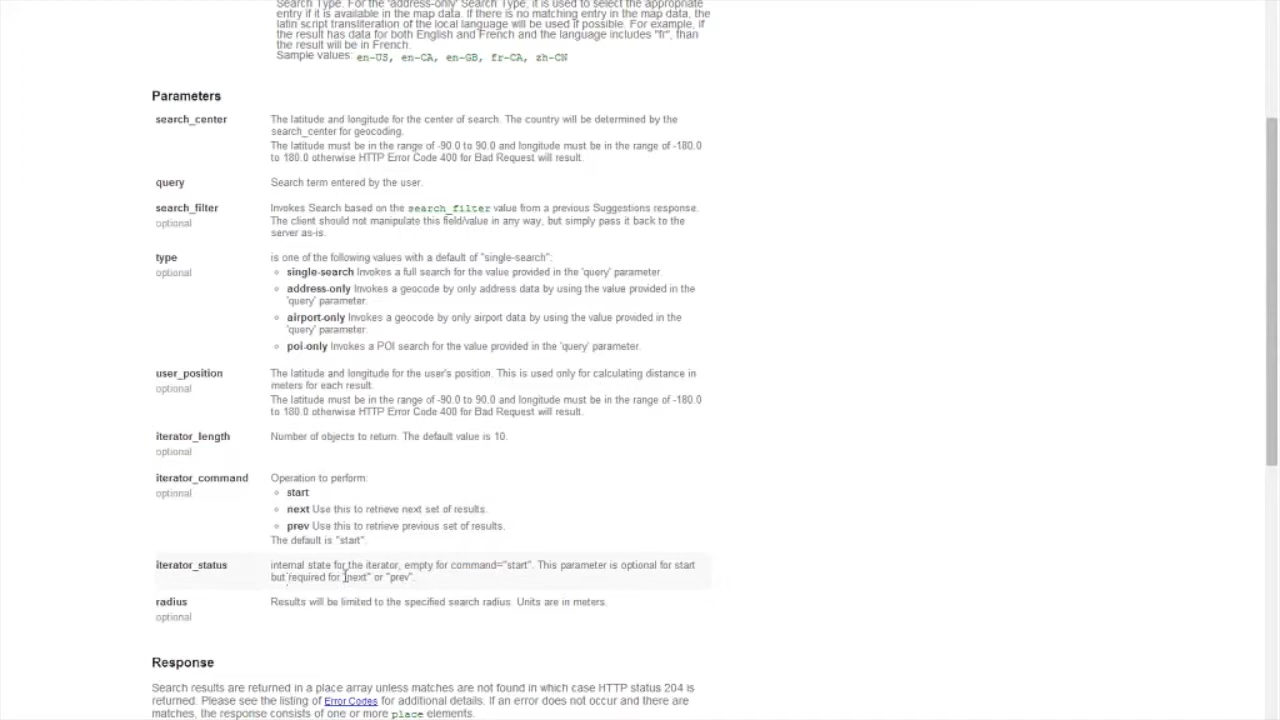 Search Type. For the 'address-only' Search Type, it is used to select the appropriate
entry if it is available in the map data. If there is no matching entry in the map data, the
latin script transliteration of the local language will be used if possible. For example, if
the result has data for both English and French and the language includes "fr", than
the result will be in French.
Sample values: en-US, en-CA, en-GB, fr-CA, zh-CN
Parameters
search_center
The latitude and longitude for the center of search. The country will be determined by the
search_center for geocoding.
The latitude must be in the range of -90.0 to 90.0 and longitude must be in the range of -180.0
to 180.0 otherwise HTTP Error Code 400 for Bad Request will result.
query
Search term entered by the user.
search_filter
optional
Invokes Search based on the search_filter value from a previous Suggestions response.
The client should not manipulate this field/value in any way, but simply pass it back to the
server as-is.
type
optional
is one of the following values with a default of "single-search":
single-search Invokes a full search for the value provided in the 'query' parameter
address-only Invokes a geocode by only address data by using the value provided in the
'query' parameter.
airport-only Invokes a geocode by only airport data by using the value provided in the
'query' parameter.
poi-only Invokes a POI search for the value provided in the 'query' parameter.
user_position
optional
The latitude and longitude for the user's position. This is used only for calculating distance in
meters for each result.
The latitude must be in the range of -90.0 to 90.0 and longitude must be in the range of -180.0
to 180.0 otherwise HTTP Error Code 400 for Bad Request will result.
iterator_length
optional
Number of objects to return. The default value is 10.
iterator_command
optional
Operation to perform:
start
next Use this to retrieve next set of results.
prev Use this to retrieve previous set of results.
The default is "start".
iterator_status
internal state for the iterator, empty for command="start". This parameter is optional for start
but required for "next" or "prev".
radius
optional
Results will be limited to the specified search radius. Units are in meters.
Response
Search results are returned in a place array unless matches are not found in which case HTTP status 204 is
returned. Please see the listing of Error Codes for additional details. If an error does not occur and there are
matches, the response consists of one or more place elements.